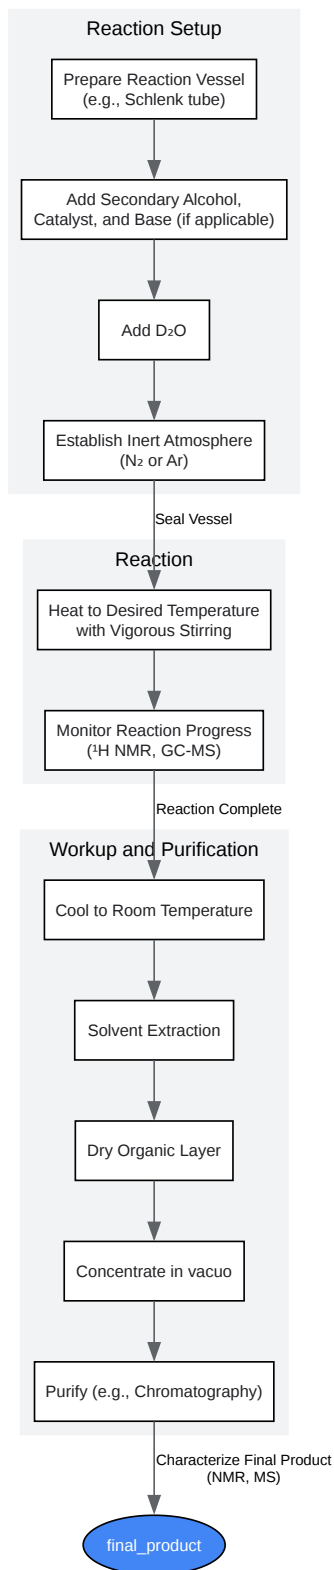 Reaction Setup
Prepare Reaction Vessel
(e.g., Schlenk tube)
Add Secondary Alcohol,
Catalyst, and Base (if applicable)
Add D₂O
Establish Inert Atmosphere
(N₂ or Ar)
Seal Vessel
Reaction
Heat to Desired Temperature
with Vigorous Stirring
Monitor Reaction Progress
(¹H NMR, GC-MS)
Reaction Complete
Workup and Purification
Cool to Room Temperature
Solvent Extraction
Dry Organic Layer
Concentrate in vacuo
Purify (e.g., Chromatography)
Characterize Final Product
(NMR, MS)
final_product